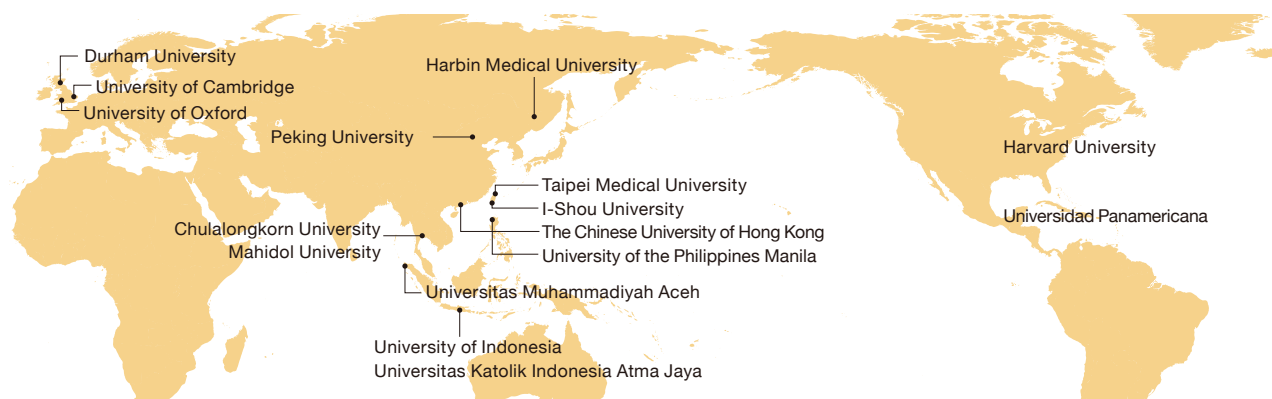 Durham University
University of Cambridge
University of Oxford
Harbin Medical University
Peking University
Harvard University
Taipei Medical University
I-Shou University
Universidad Panamericana
Chulalongkorn University
Mahidol University
The Chinese University of Hong Kong
University of the Philippines Manila
Universitas Muhammadiyah Aceh
University of Indonesia
Universitas Katolik Indonesia Atma Jaya